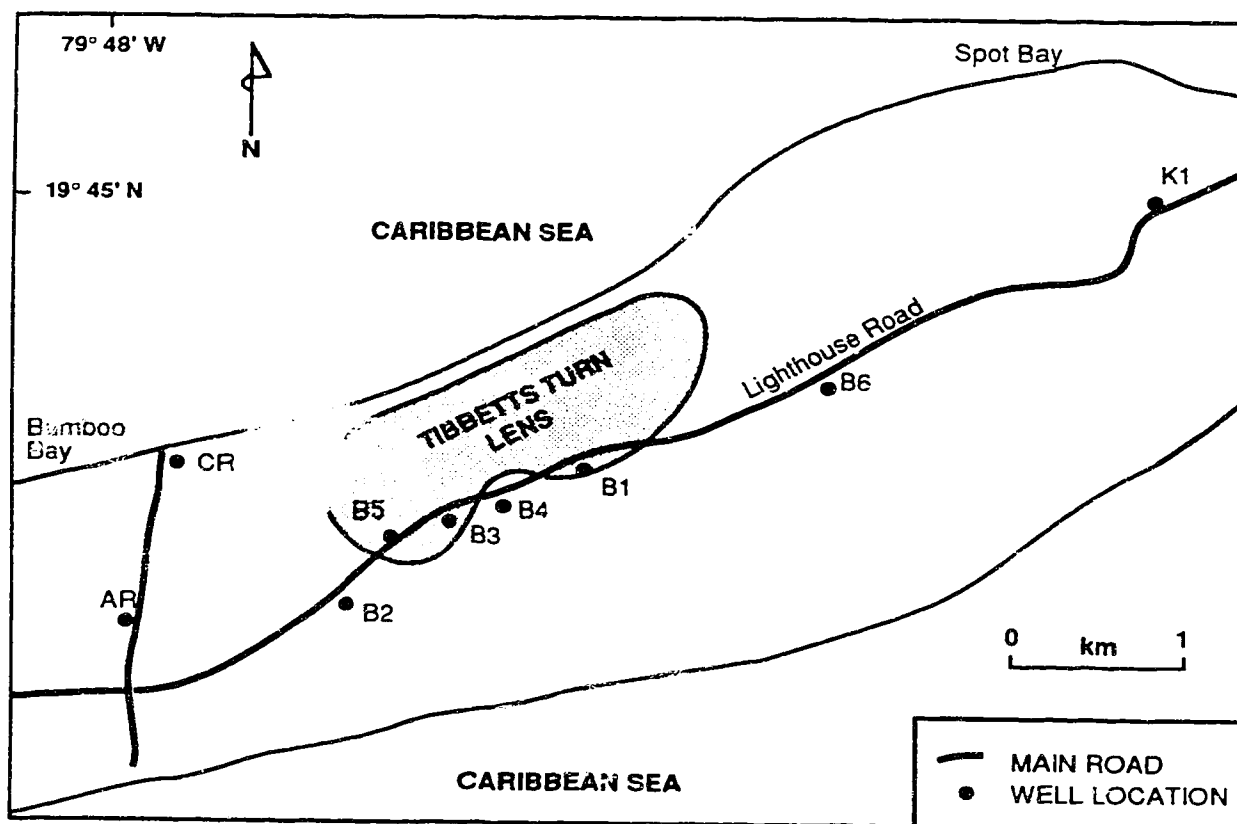 79° 48' W
Spot Bay
N
19° 45' N
K1
CARIBBEAN SEA
Lighthouse Road
B6
TIBBETTS TURN
LENS
Bamboo
Bay
CR
B1
B5
B4
B3
AR
B2
0 km 1
MAIN ROAD
CARIBBEAN SEA
WELL LOCATION